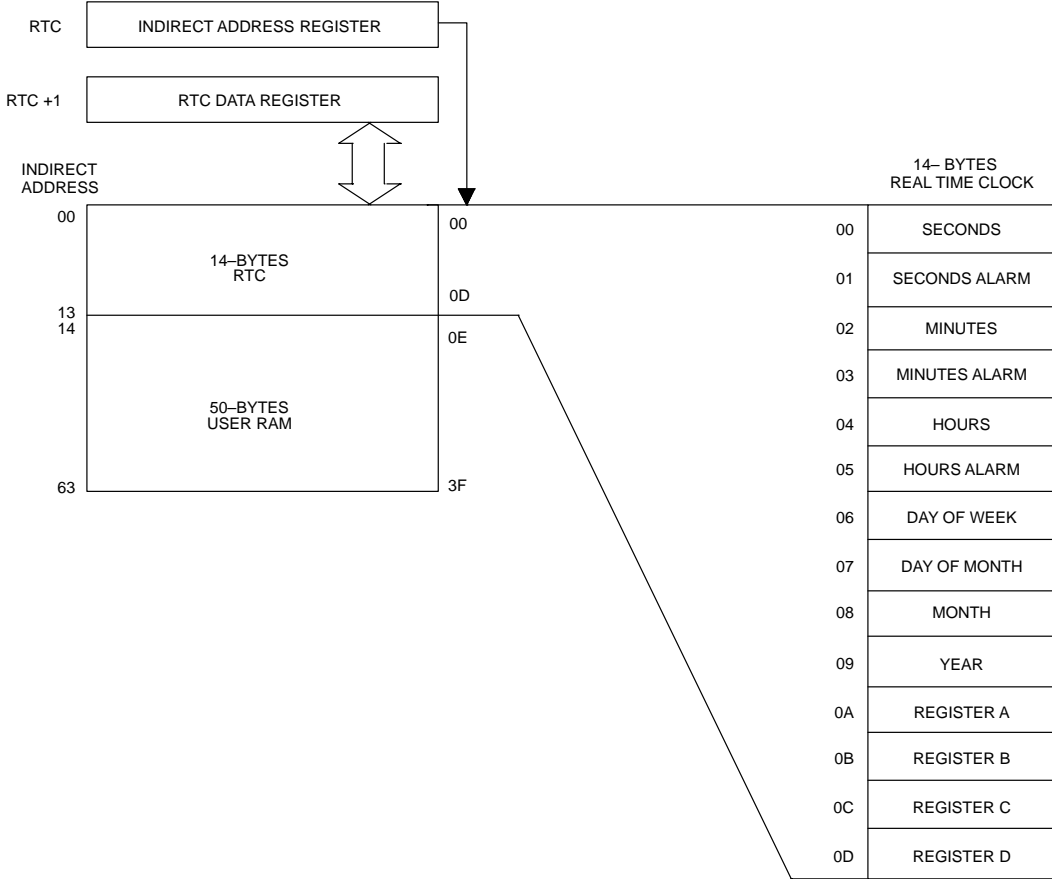 RTC
INDIRECT ADDRESS REGISTER
RTC +1
RTC DATA REGISTER
INDIRECT
ADDRESS
00
14–BYTES
RTC
13
14
50–BYTES
USER RAM
63
00
0D
0E
3F
14– BYTES
REAL TIME CLOCK
00 SECONDS
01 SECONDS ALARM
02 MINUTES
03 MINUTES ALARM
04 HOURS
05 HOURS ALARM
06 DAY OF WEEK
07 DAY OF MONTH
08 MONTH
09 YEAR
0A REGISTER A
0B REGISTER B
0C REGISTER C
0D REGISTER D